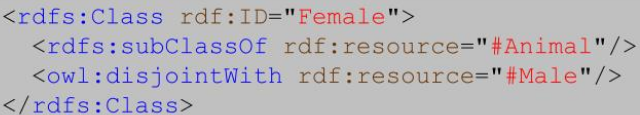 <rdfs:Class rdf:ID="Female">
<rdfs:subClassOf rdf:resource="#Animal"/>
<owl:disjointWith rdf:resource="#Male"/>
</rdfs:Class>